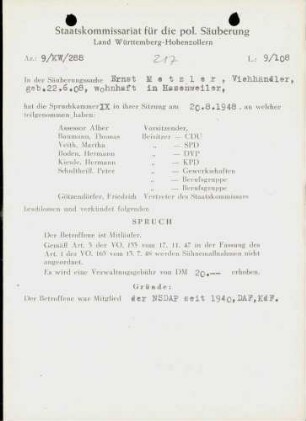 Staatskommissariat für die pol. Säuberung
Land Württemberg-Hohenzollern
Az.: 9/KW/288 217 L: 9/108
In der Säuberungssache Ernst Metzler, Viehhändler,
geb.22.6.08, wohnhaft in Hasenweiler,
hat die Spruchkammer IX in ihrer Sitzung am 20.8.1948. an welcher
teilgenommen haben:
Assessor Alber Vorsitzender,
Buxmann, Thomas Beisitzer — CDU
Veith, Martha „ — SPD
Boden, Hermann „ — DVP
Kienle, Hermann „ — KPD
Schultheiß, Peter „ — Gewerkschaften
„ — Berufsgruppe
„ — Berufsgruppe
Götzendörfer, Friedrich Vertreter des Staatskommissars
beschlossen und verkündet folgenden
SPRUCH
Der Betroffene ist Mitläufer.
Gemäß Art. 5 der VO. 133 vom 17. 11. 47 in der Fassung des
Art. 1 der VO. 165 vom 13. 7. 48 werden Sühnemaßnahmen nicht
angeordnet.
Es wird eine Verwaltungsgebühr von DM 20.-- erhoben.
Gründe:
Der Betroffene war Mitglied der NSDAP seit 1940, DAF, KdF.